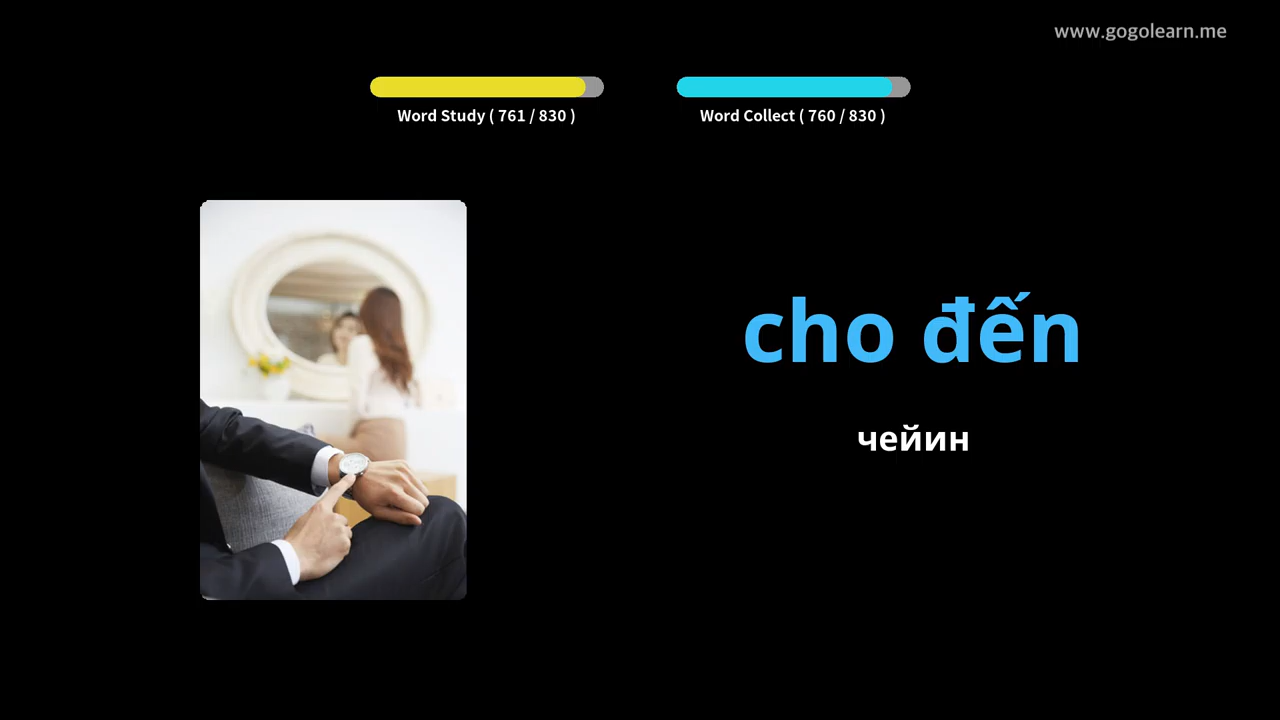 www.gogolearn.me
Word Study ( 761 / 830 )
Word Collect ( 760 / 830 )
cho đến
чейин